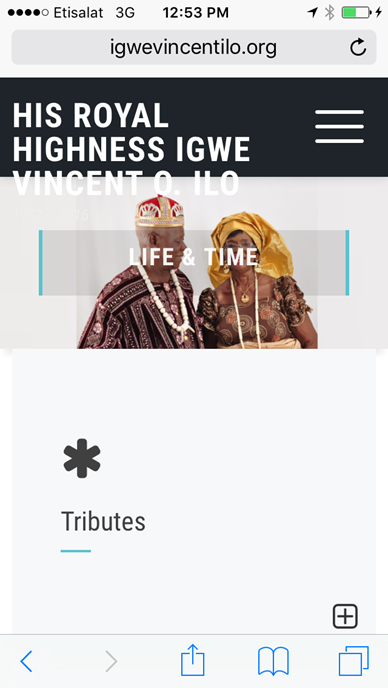 Etisalat 3G 12:53 PM
igwevincentilo.org
HIS ROYAL
HIGHNESS IGWE
VINCENT O. ILO
LIFE & TIME
Tributes